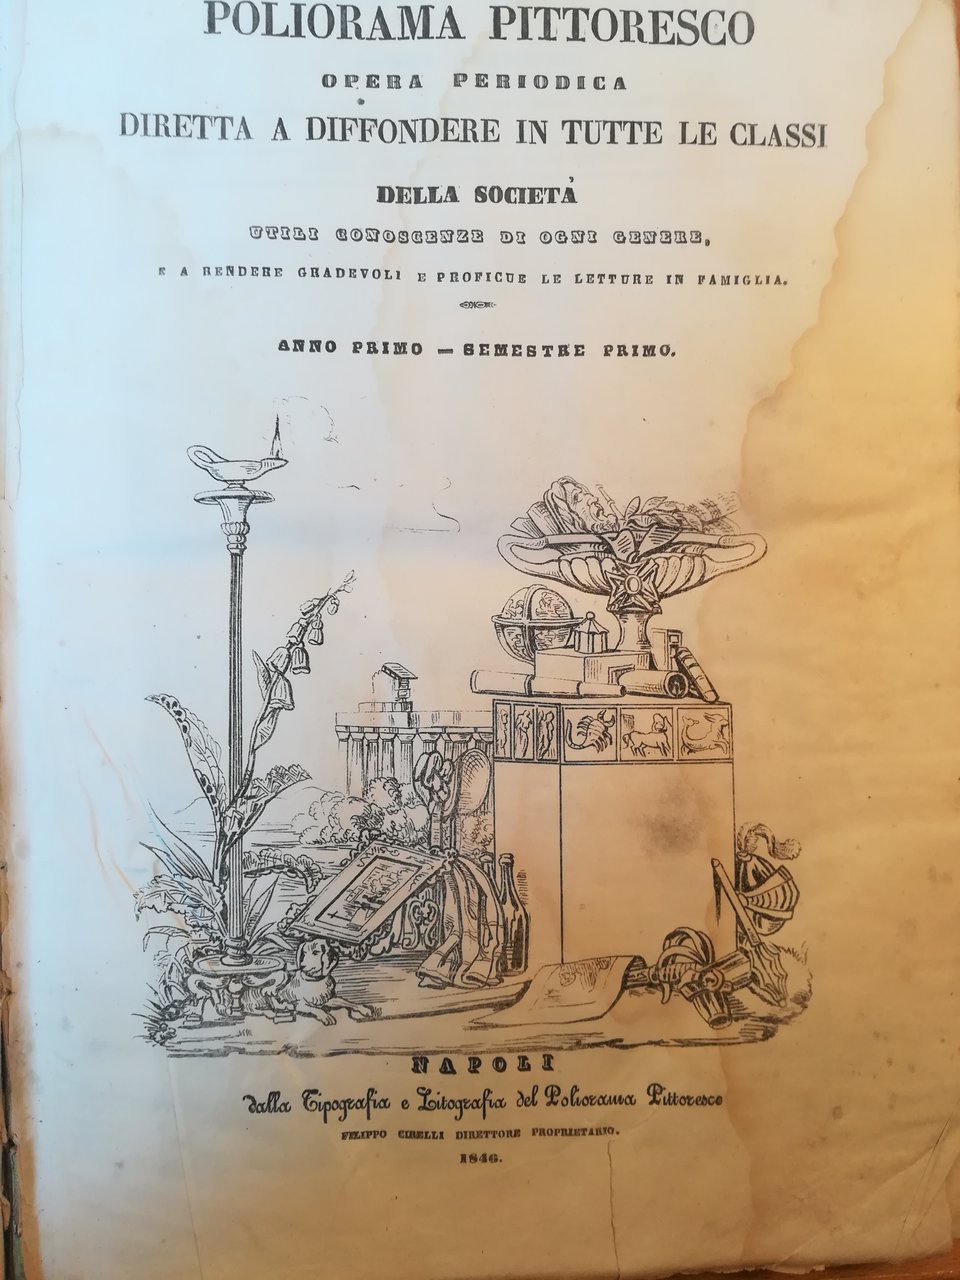 POLIORAMA PITTORESCO
OPERA PERIODICA
DIRETTA A DIFFONDERE IN TUTTE LE CLASSI
DELLA SOCIETÀ
UTILI CONOSCENZE DI OGNI GENERE,
E A RENDERE GRADEVOLI E PROFICUE LE LETTURE IN FAMIGLIA.
ANNO PRIMO — SEMESTRE PRIMO.
NAPOLI
dalla Tipografia e Litografia del Poliorama Pittoresco
FILIPPO CIRELLI DIRETTORE PROPRIETARIO.
1846.